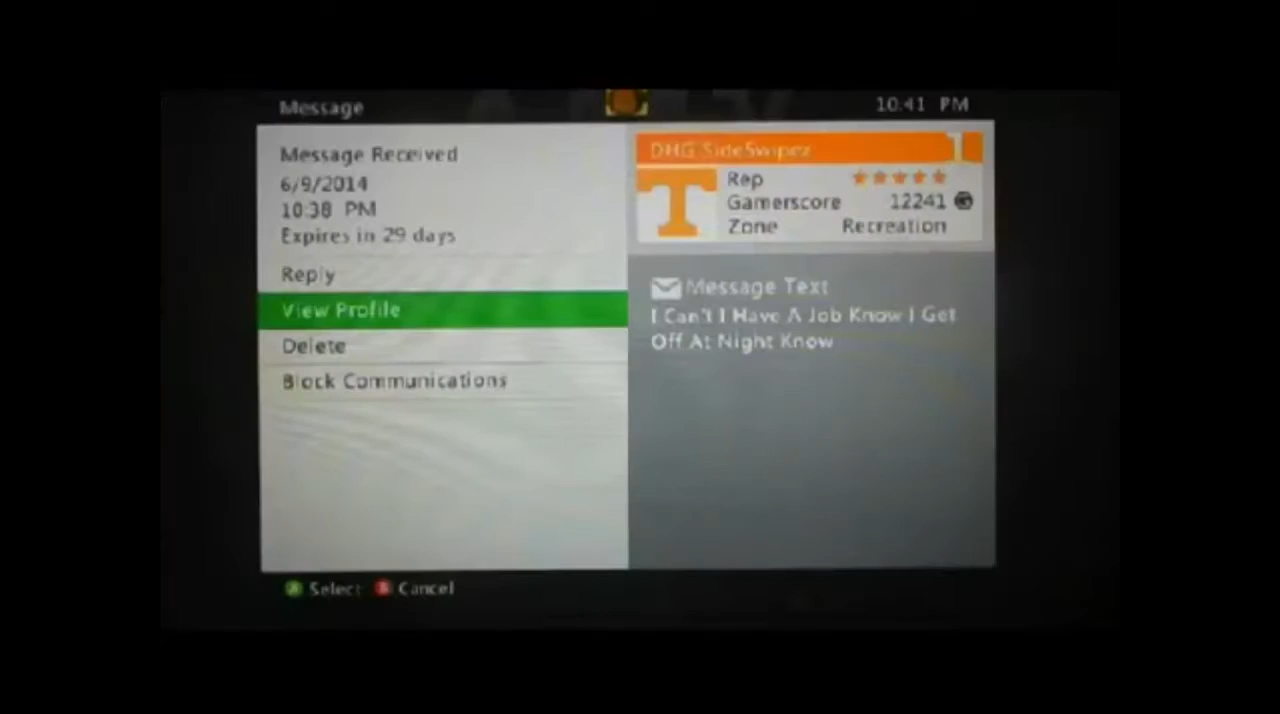 Message
10:41 PM
Message Received
6/9/2014
10:38 PM
Expires in 29 days
Reply
View Profile
Delete
Block Communications
DHG SideSwipez
T
Rep
Gamerscore 12241 G
Zone Recreation
Message Text
I Can't I Have A Job Know I Get
Off At Night Know
A Select B Cancel